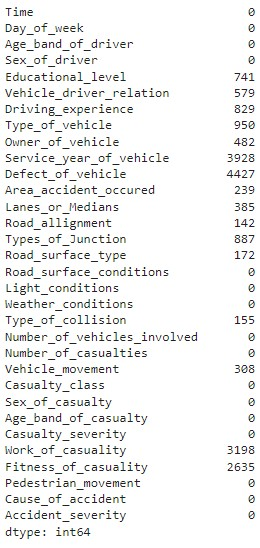 Time 0
Day_of_week 0
Age_band_of_driver 0
Sex_of_driver 0
Educational_level 741
Vehicle_driver_relation 579
Driving_experience 829
Type_of_vehicle 950
Owner_of_vehicle 482
Service_year_of_vehicle 3928
Defect_of_vehicle 4427
Area_accident_occured 239
Lanes_or_Medians 385
Road_allignment 142
Types_of_Junction 887
Road_surface_type 172
Road_surface_conditions 0
Light_conditions 0
Weather_conditions 0
Type_of_collision 155
Number_of_vehicles_involved 0
Number_of_casualties 0
Vehicle_movement 308
Casualty_class 0
Sex_of_casualty 0
Age_band_of_casualty 0
Casualty_severity 0
Work_of_casuality 3198
Fitness_of_casuality 2635
Pedestrian_movement 0
Cause_of_accident 0
Accident_severity 0
dtype: int64